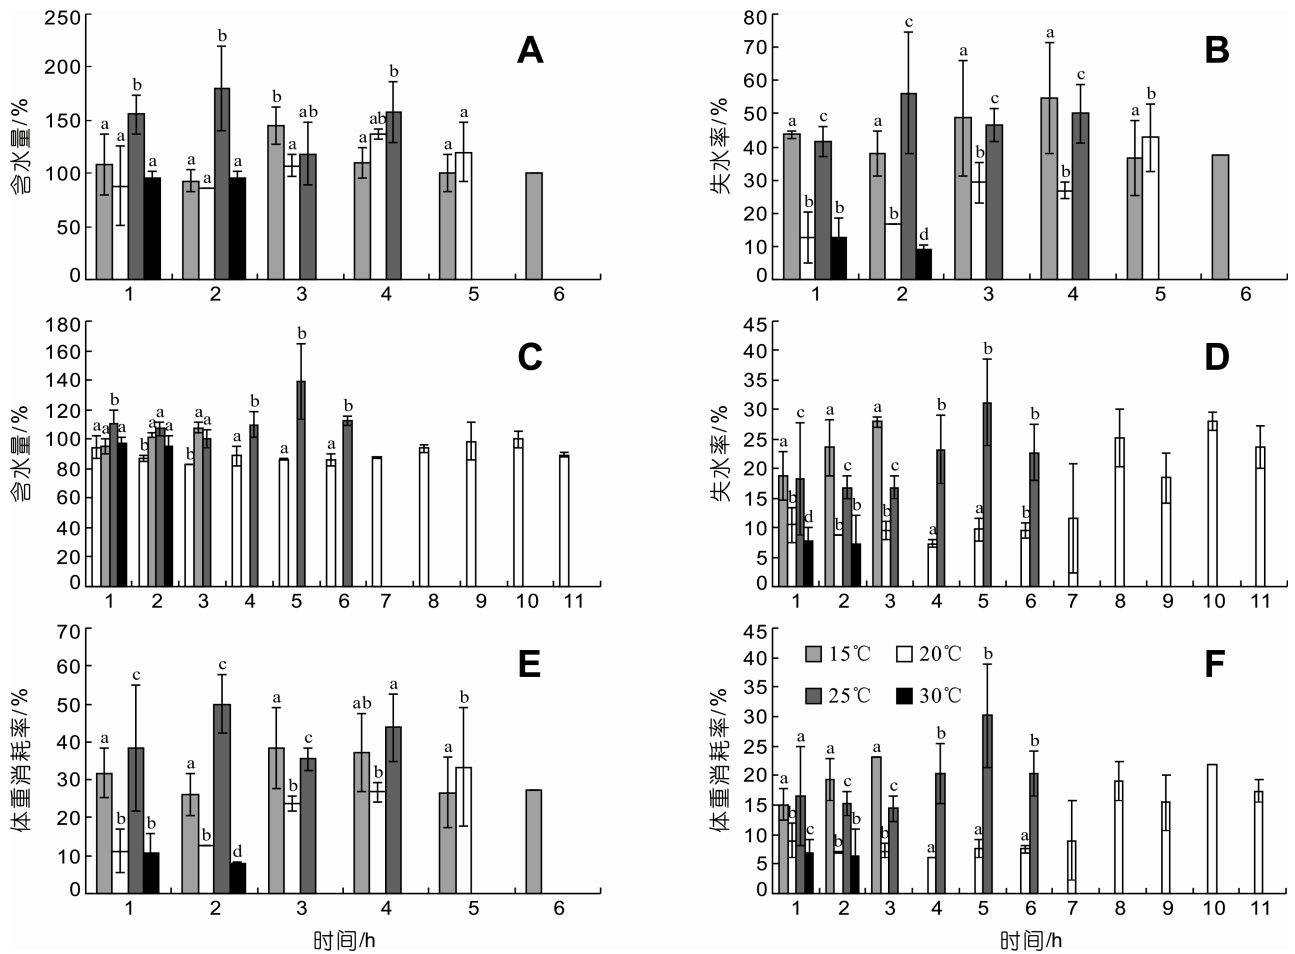 A
含水量/%
250
200
150
100
50
0
a a b a
a a b a
b a ab
a ab b
a a
1 2 3 4 5 6
B
失水率/%
80
70
60
50
40
30
20
10
0
a b c b
a b c d
a b c
a b c
a b
1 2 3 4 5 6
C
含水量/%
180
160
140
120
100
80
60
40
20
0
a a b a
b a a a
b a a
a b
a b
a b
1 2 3 4 5 6 7 8 9 10 11
D
失水率/%
45
40
35
30
25
20
15
10
5
0
a b c d
a b c b
a b c
a b
a b
b b
1 2 3 4 5 6 7 8 9 10 11
E
体重消耗率/%
70
60
50
40
30
20
10
0
a b c b
a b c d
a b c
ab b a
a b
1 2 3 4 5 6
时间/h
F
15℃ 20℃
25℃ 30℃
体重消耗率/%
45
40
35
30
25
20
15
10
5
0
a b a c
a b c b
a b c
a b
a b
a b
1 2 3 4 5 6 7 8 9 10 11
时间/h